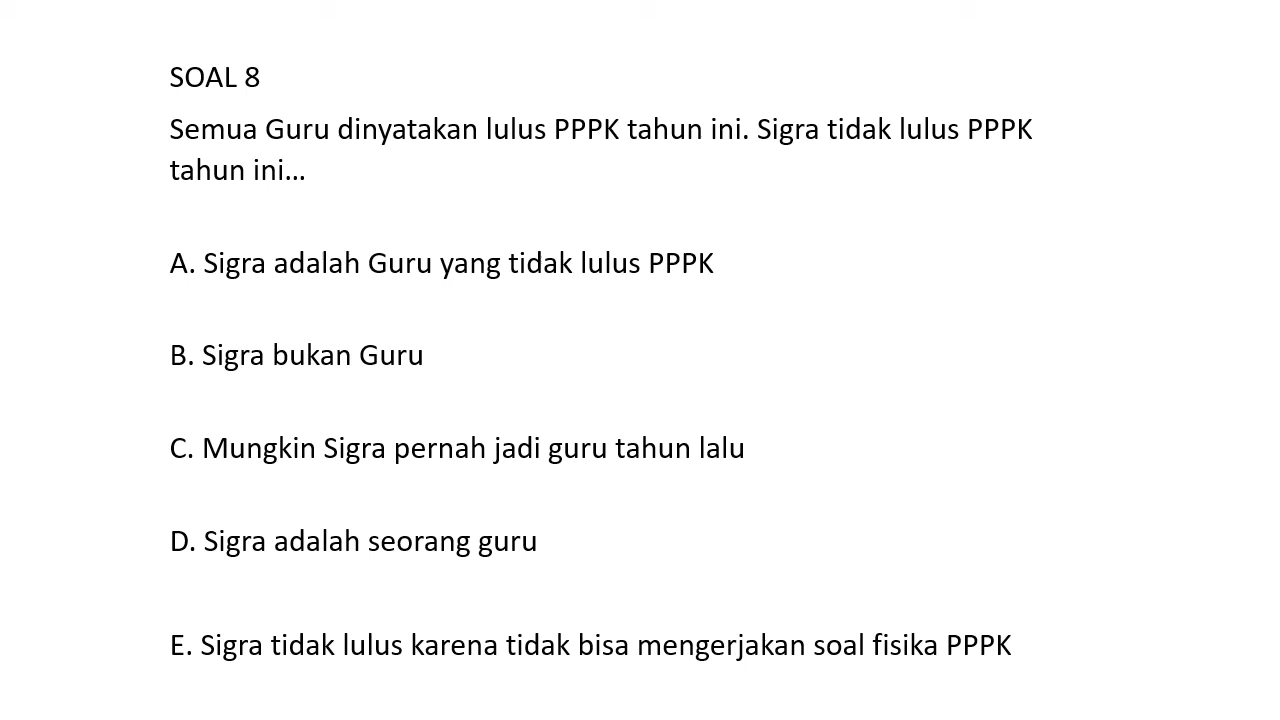 SOAL 8
Semua Guru dinyatakan lulus PPPK tahun ini. Sigra tidak lulus PPPK
tahun ini...
A. Sigra adalah Guru yang tidak lulus PPPK
B. Sigra bukan Guru
C. Mungkin Sigra pernah jadi guru tahun lalu
D. Sigra adalah seorang guru
E. Sigra tidak lulus karena tidak bisa mengerjakan soal fisika PPPK